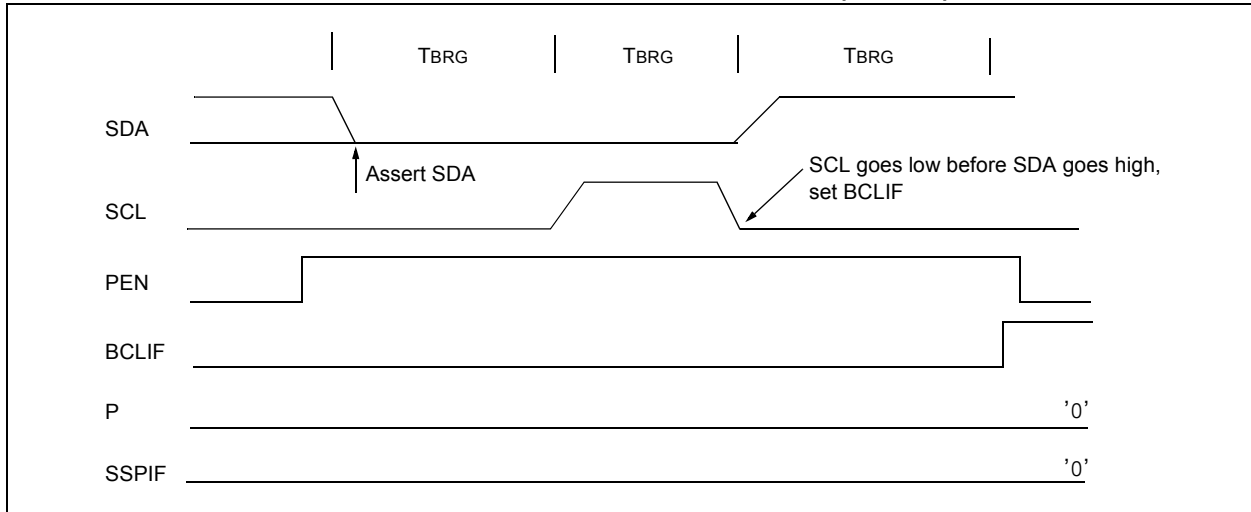 TBRG TBRG TBRG
SDA
Assert SDA
SCL goes low before SDA goes high,
set BCLIF
SCL
PEN
BCLIF
P '0'
SSPIF '0'